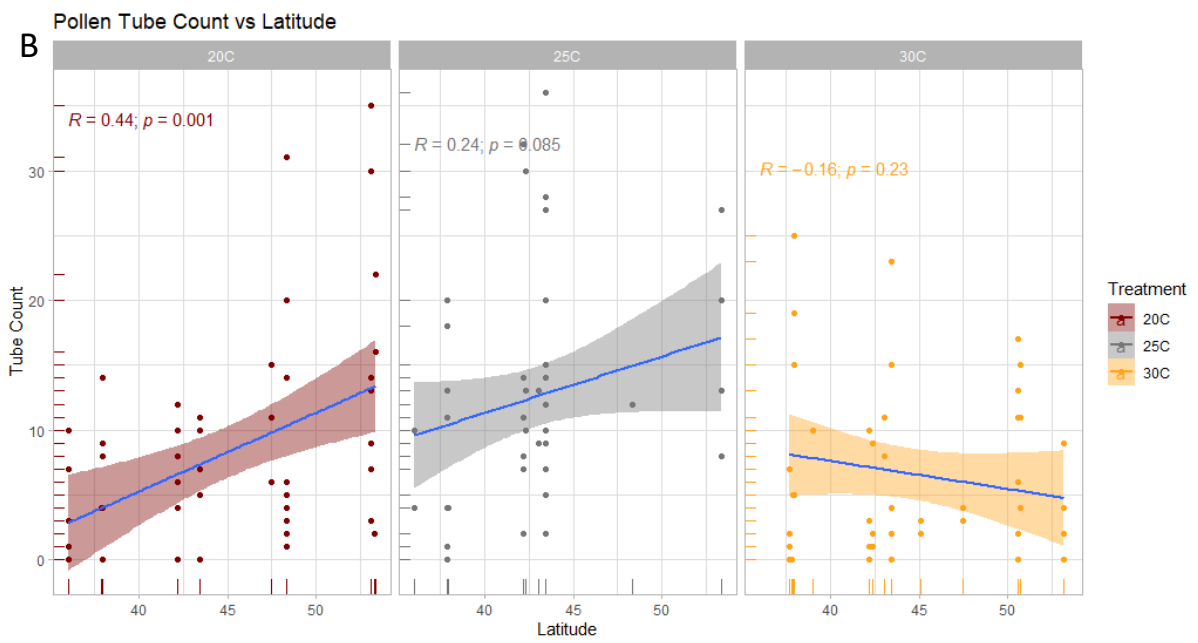 Pollen Tube Count vs Latitude
B
20C
25C
30C
R = 0.44; p = 0.001
R = 0.24; p = 0.085
R = −0.16; p = 0.23
30
20
10
0
Tube Count
40 45 50
40 45 50
40 45 50
Latitude
Treatment
a 20C
a 25C
a 30C